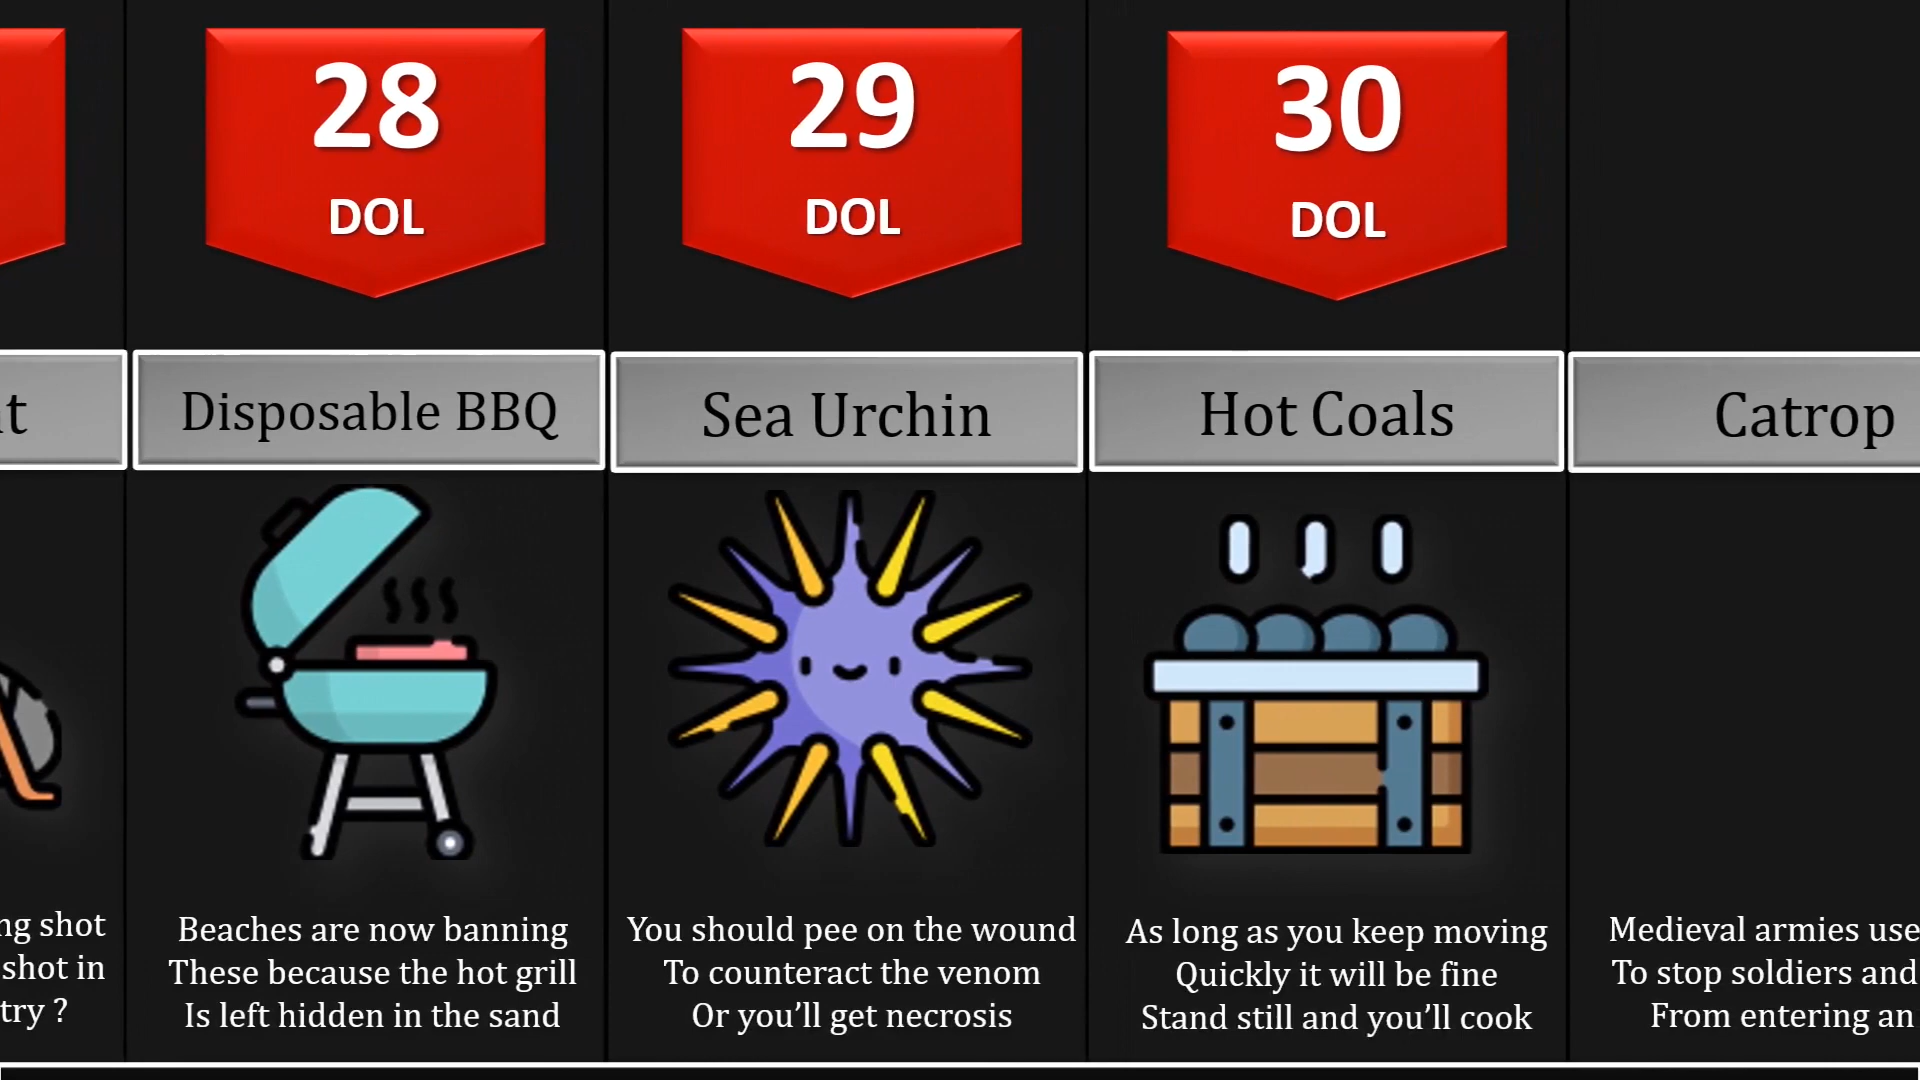 28
DOL
29
DOL
30
DOL
Disposable BBQ
Sea Urchin
Hot Coals
Catrop
ng shot
shot in
try ?
Beaches are now banning
These because the hot grill
Is left hidden in the sand
You should pee on the wound
To counteract the venom
Or you'll get necrosis
As long as you keep moving
Quickly it will be fine
Stand still and you'll cook
Medieval armies use
To stop soldiers and
From entering an